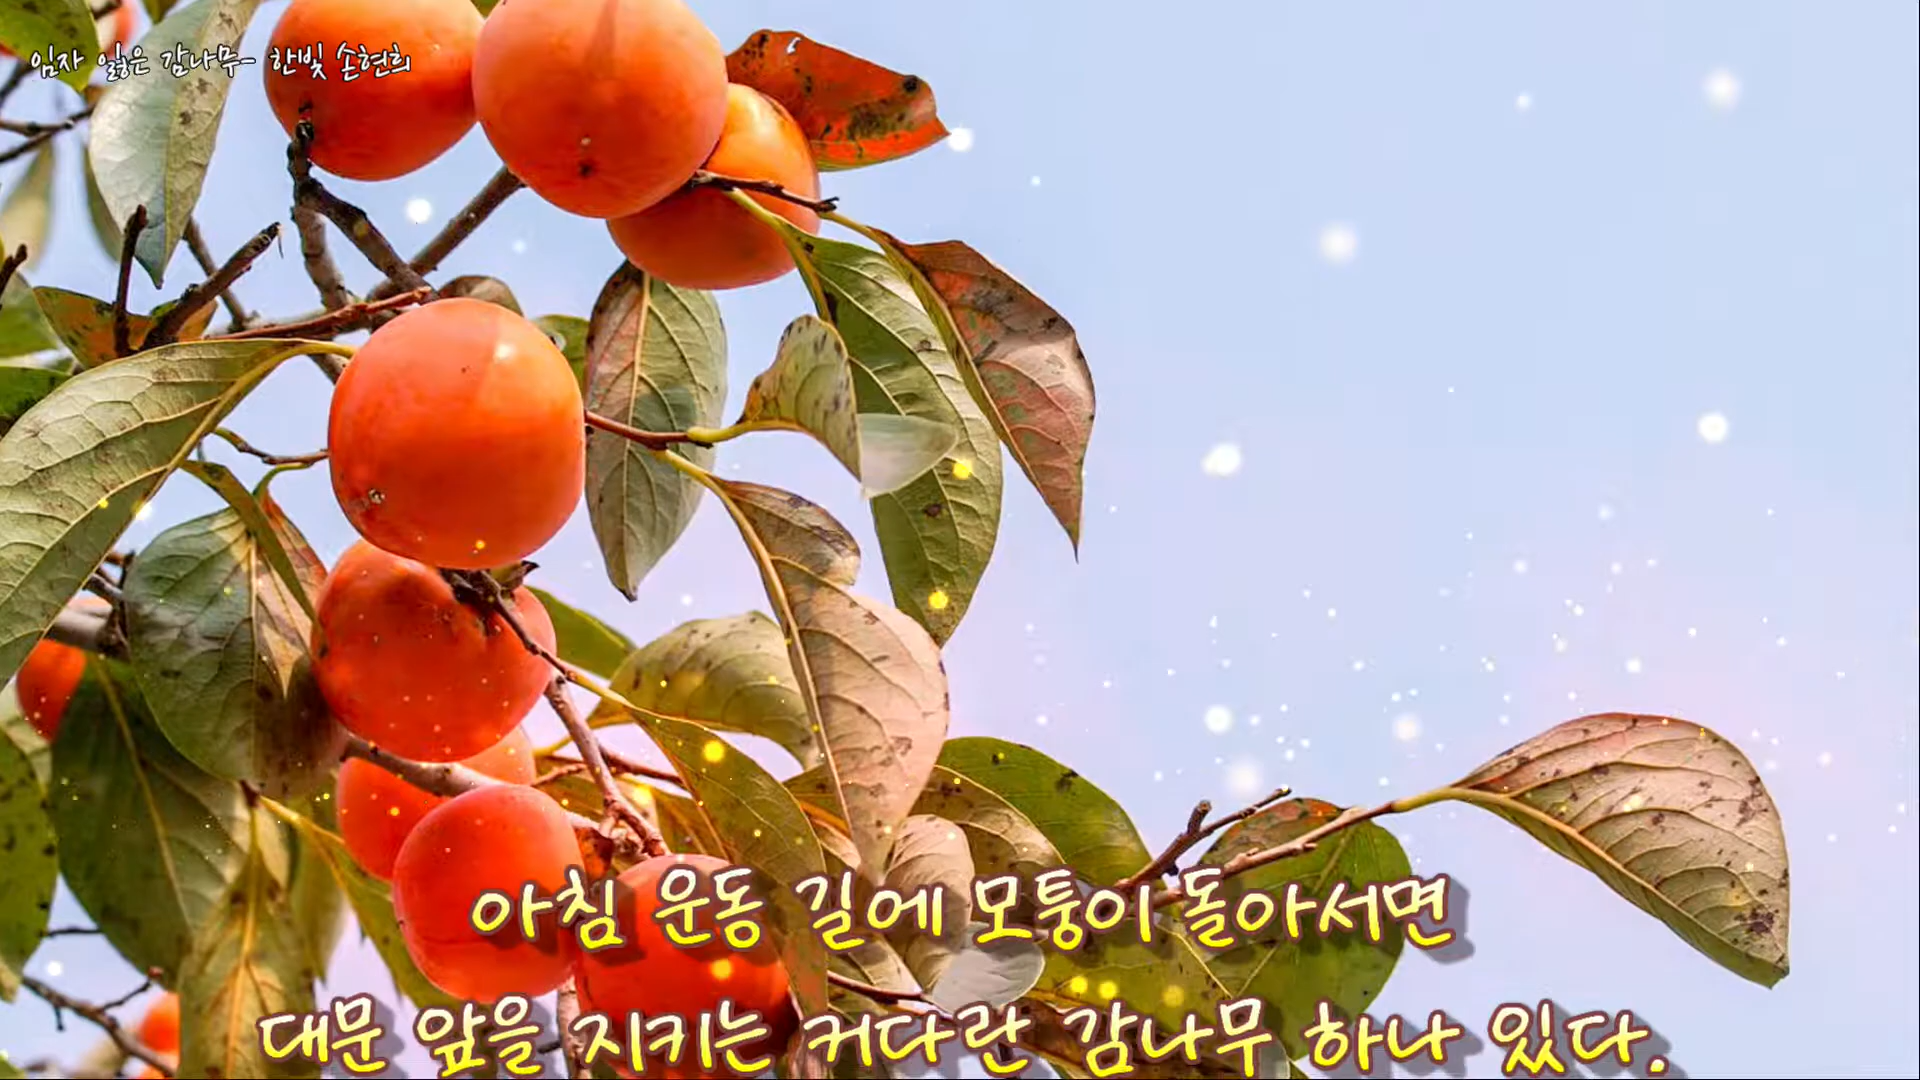 임자 잃은 감나무- 한빛 손현희
아침 운동 길에 모퉁이 돌아서면
대문 앞을 지키는 커다란 감나무 하나 있다.